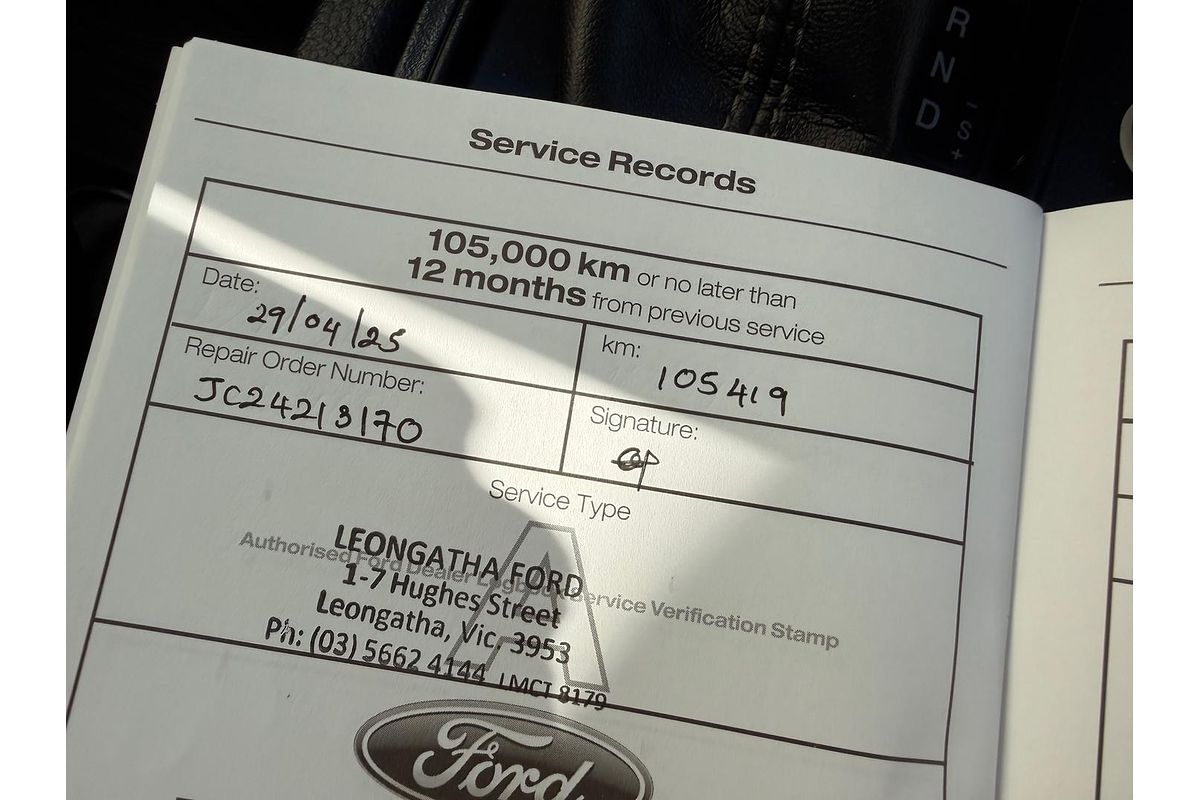 R
N
D
–
S
+
Service Records
105,000 km or no later than
12 months from previous service
Date:
29/04/25
km:
105419
Repair Order Number:
JC24213170
Signature:
Service Type
A
Authorised Ford Dealer Logbook Service Verification Stamp
LEONGATHA FORD
1-7 Hughes Street
Leongatha, Vic. 3953
Ph: (03) 5662 4144 LMCT 8179
Ford